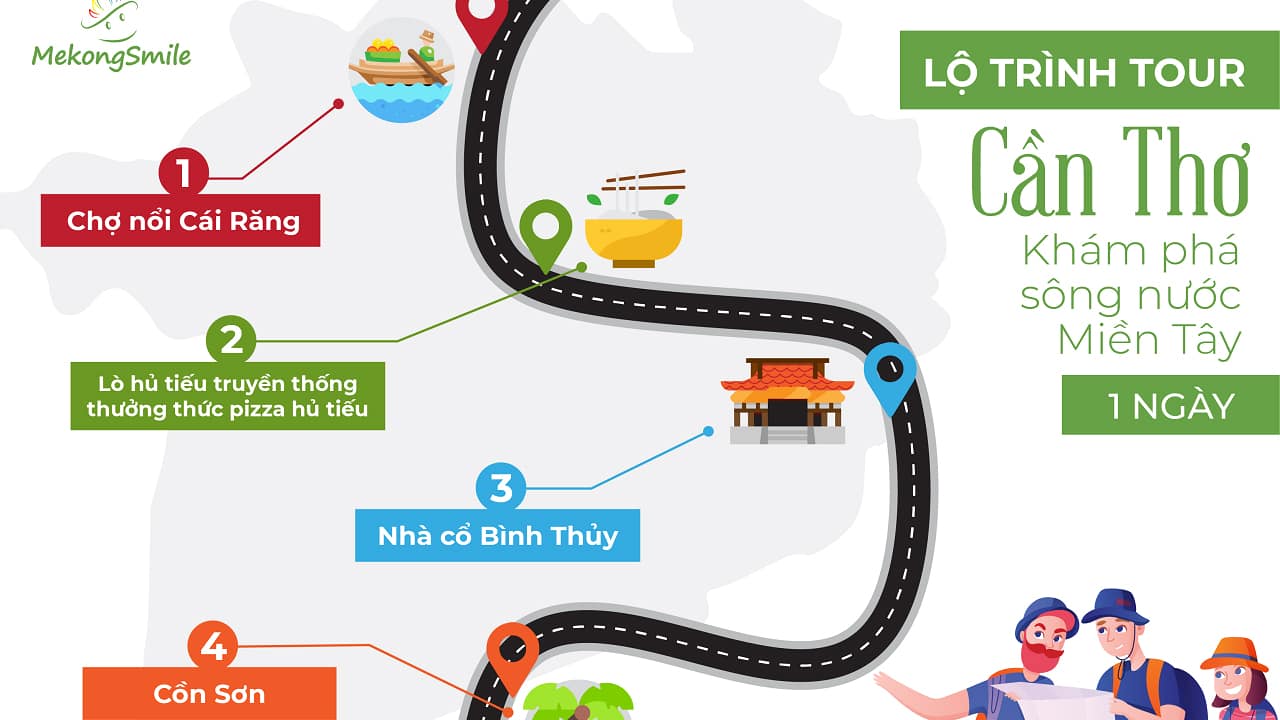 MekongSmile
LỘ TRÌNH TOUR
Cần Thơ
Khám phá
sông nước
Miền Tây
1 NGÀY
1
Chợ nổi Cái Răng
2
Lò hủ tiếu truyền thống
thưởng thức pizza hủ tiếu
3
Nhà cổ Bình Thủy
4
Cồn Sơn